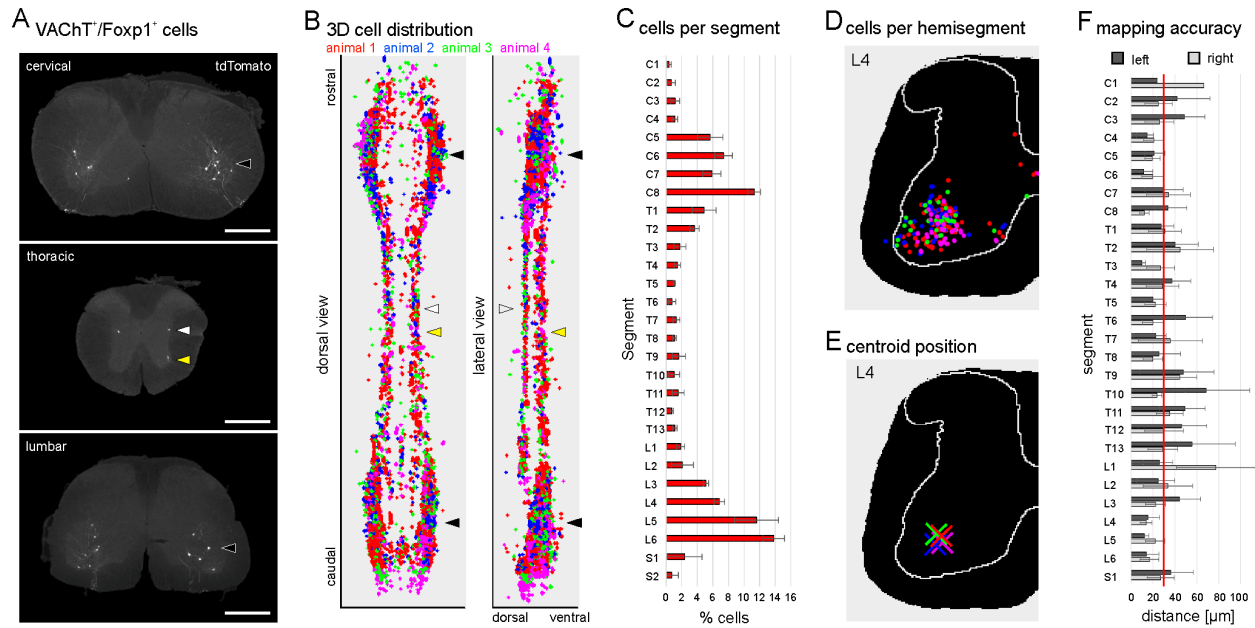 A VAChT+/Foxp1+ cells
cervical tdTomato
thoracic
lumbar
B 3D cell distribution
animal 1 animal 2 animal 3 animal 4
rostral
dorsal view
caudal
lateral view
dorsal ventral
C cells per segment
Segment
C1
C2
C3
C4
C5
C6
C7
C8
T1
T2
T3
T4
T5
T6
T7
T8
T9
T10
T11
T12
T13
L1
L2
L3
L4
L5
L6
S1
S2
0 2 4 6 8 10 12 14 16
% cells
D cells per hemisegment
L4
E centroid position
L4
F mapping accuracy
left right
segment
C1
C2
C3
C4
C5
C6
C7
C8
T1
T2
T3
T4
T5
T6
T7
T8
T9
T10
T11
T12
T13
L1
L2
L3
L4
L5
L6
S1
0 20 40 60 80 100
distance [µm]